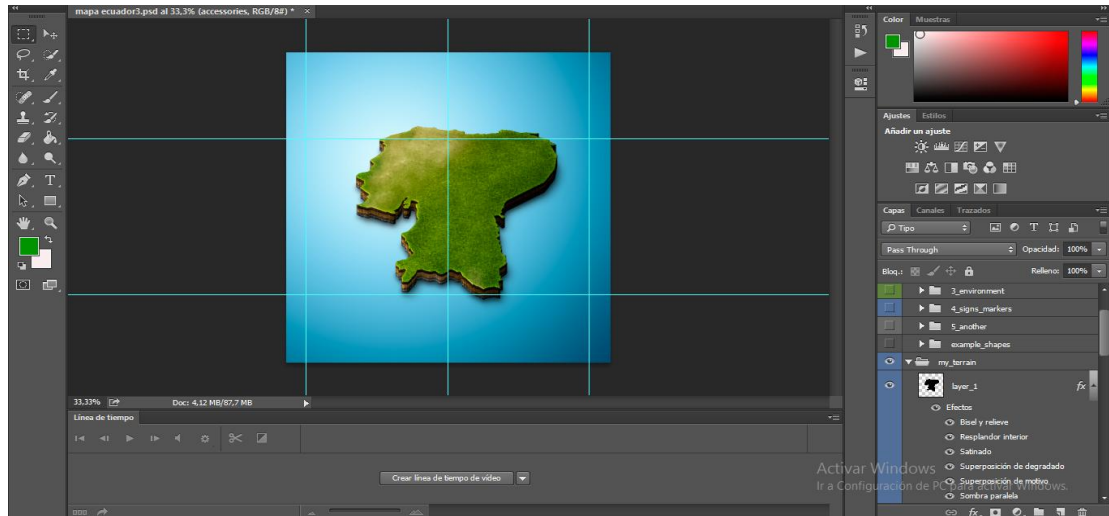 mapa ecuador3.psd al 33,3% (accessories, RGB/8#) * ×
Color Muestras
Ajustes Estilos
Añadir un ajuste
Capas Canales Trazados
Tipo
Pass Through Opacidad: 100%
Bloq.: Relleno: 100%
3_environment
4_signs_markers
5_another
example_shapes
my_terrain
layer_1 fx
Efectos
Bisel y relieve
Resplandor interior
Satinado
Superposición de degradado
Superposición de motivo
Sombra paralela
fx
33,33% Doc: 4,12 MB/87,7 MB
Línea de tiempo
Crear línea de tiempo de vídeo
Activar Windows
Ir a Configuración de PC para activar Windows.